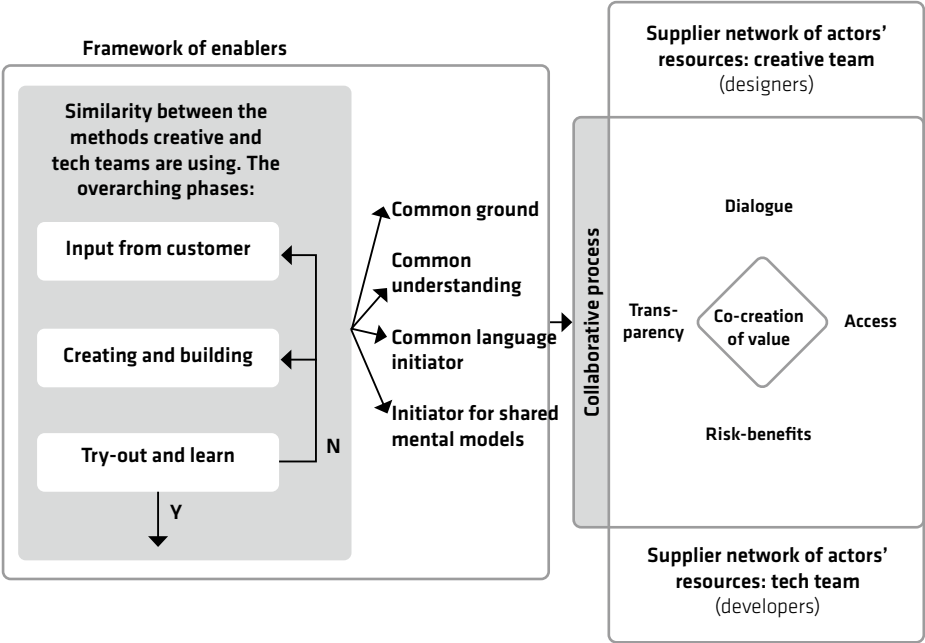 Framework of enablers
Similarity between the
methods creative and
tech teams are using. The
overarching phases:
Input from customer
Creating and building
Try-out and learn
N
Y
Common ground
Common
understanding
Common language
initiator
Initiator for shared
mental models
Collaborative process
Supplier network of actors’
resources: creative team
(designers)
Dialogue
Trans-
parency
Co-creation
of value
Access
Risk-benefits
Supplier network of actors’
resources: tech team
(developers)